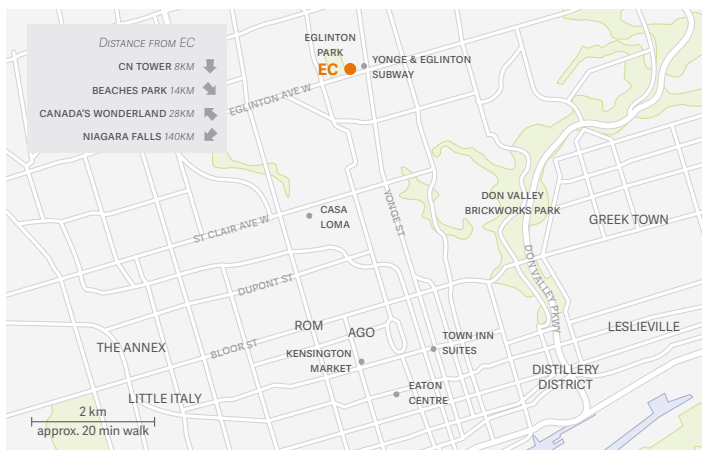 DISTANCE FROM EC
CN TOWER 8KM
BEACHES PARK 14KM
CANADA'S WONDERLAND 28KM
NIAGARA FALLS 140KM
EGLINTON
PARK
EC
YONGE & EGLINTON
SUBWAY
EGLINTON AVE W
CASA
LOMA
ST CLAIR AVE W
YONGE ST
DON VALLEY
BRICKWORKS PARK
GREEK TOWN
DUPONT ST
DON VALLEY PKWY
ROM
AGO
BLOOR ST
THE ANNEX
KENSINGTON
MARKET
TOWN INN
SUITES
LESLIEVILLE
DISTILLERY
DISTRICT
EATON
CENTRE
LITTLE ITALY
2 km
approx. 20 min walk